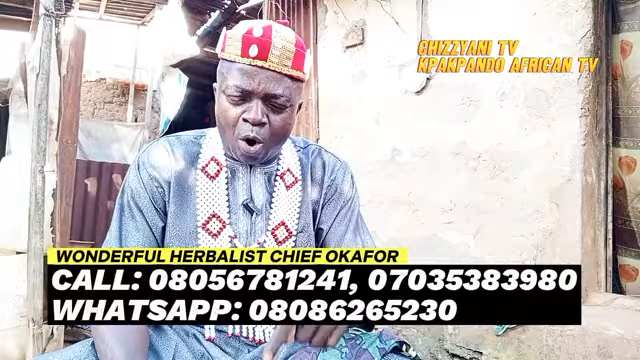 CHIZZYANI TV
KPAKPANDO AFRICAN TV
WONDERFUL HERBALIST CHIEF OKAFOR
CALL: 08056781241, 07035383980
WHATSAPP: 08086265230